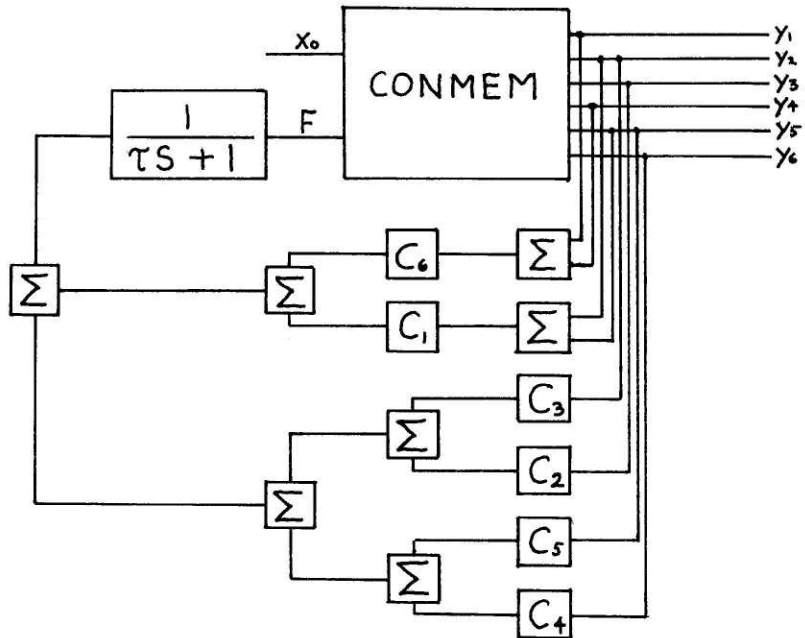 X₀
CONMEM
Y₁
Y₂
Y₃
Y₄
Y₅
Y₆
1
τS + 1
F
Σ
C₆
Σ
Σ
Σ
C₁
Σ
C₃
Σ
C₂
Σ
C₅
Σ
C₄